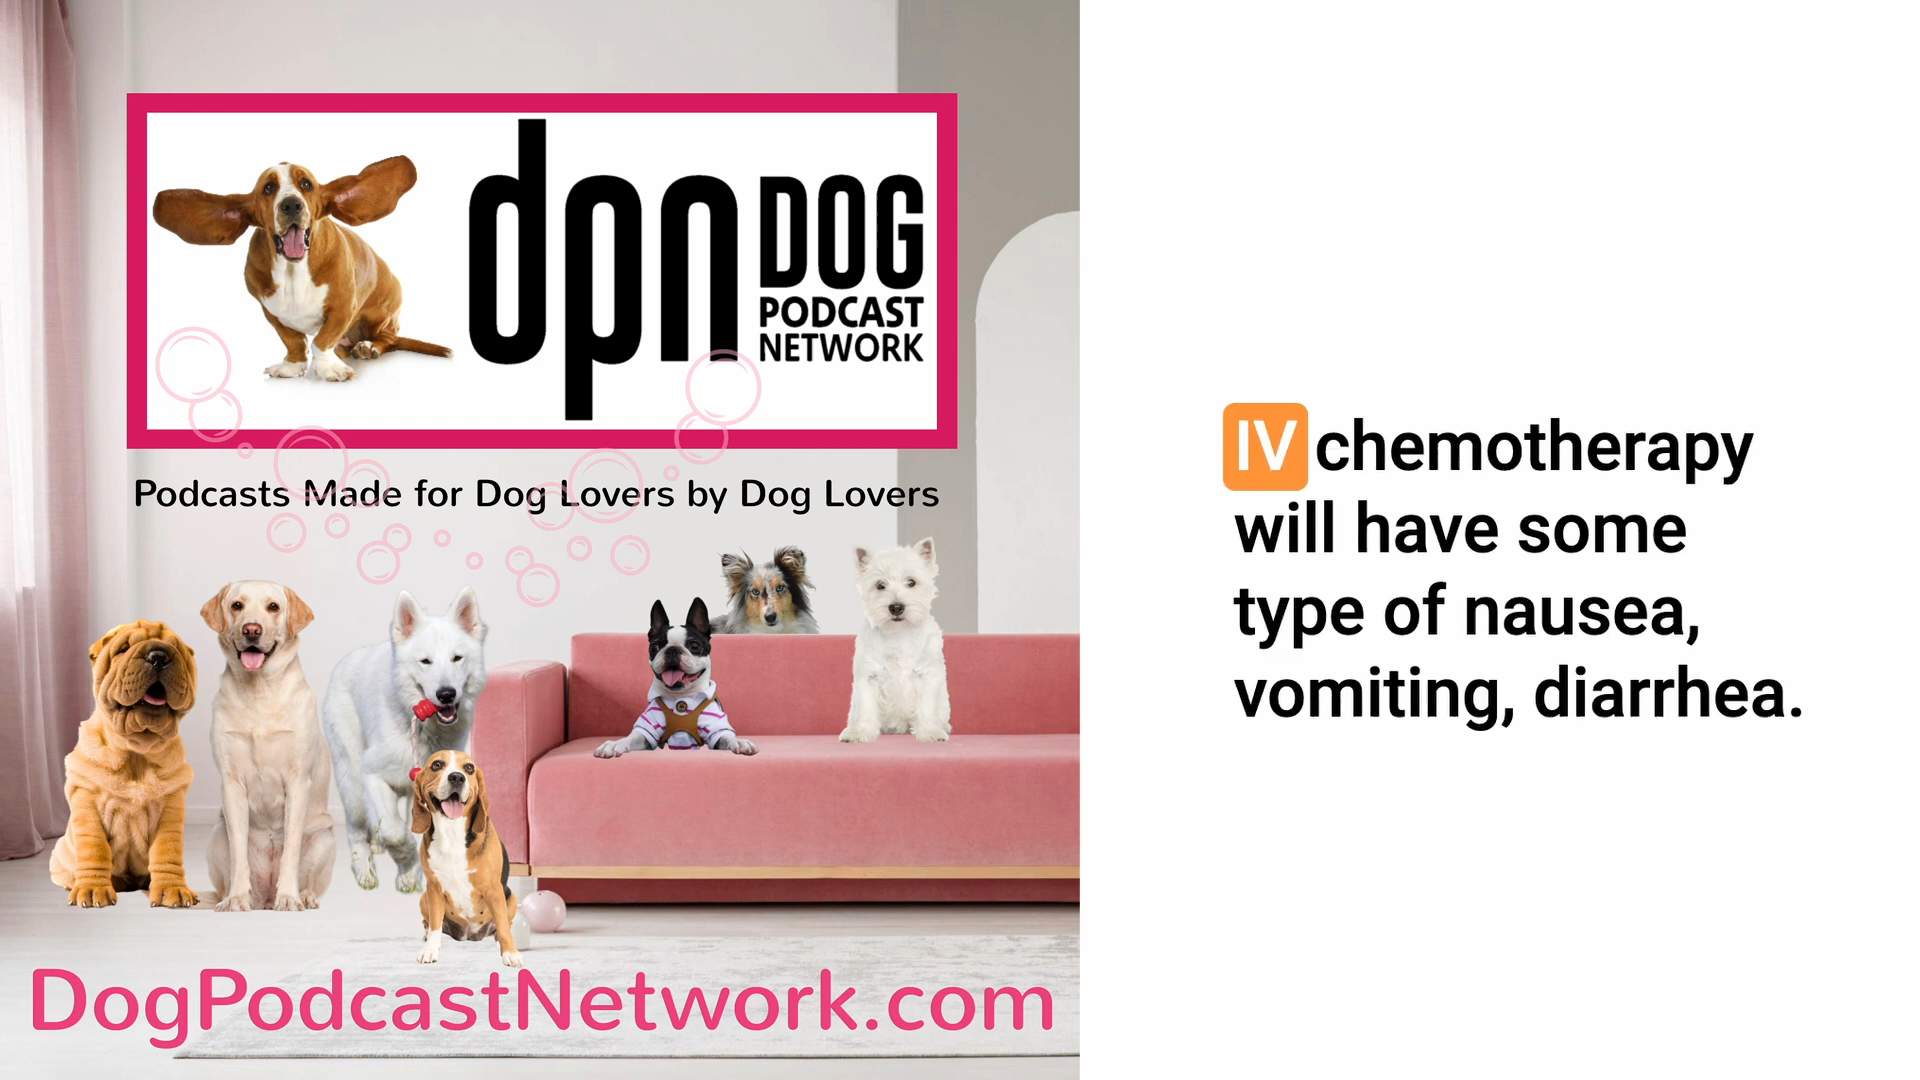 dpn DOG
PODCAST
NETWORK
Podcasts Made for Dog Lovers by Dog Lovers
DogPodcastNetwork.com
IV chemotherapy
will have some
type of nausea,
vomiting, diarrhea.